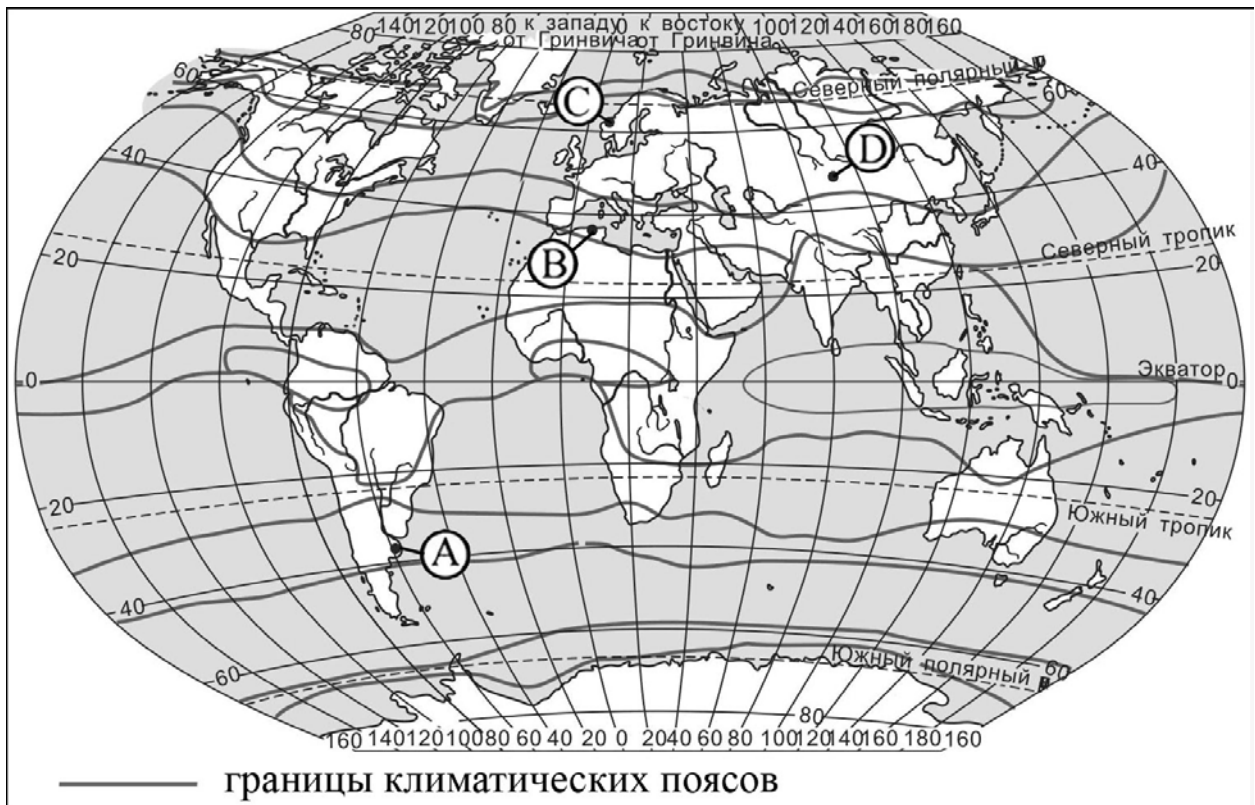 140 120 100 80 к западу 0 к востоку 100 120 140 160 180 160
80 от Гринвича от Гринвина
60 Северный полярный
60
C
D
40 40
B
Северный тропик
20 20
Экватор
0 0
20 20
Южный тропик
A
40 40
60 Южный полярный 60
80
160 140 120 100 80 60 40 20 0 20 40 60 80 100 120 140 160 180 160
границы климатических поясов